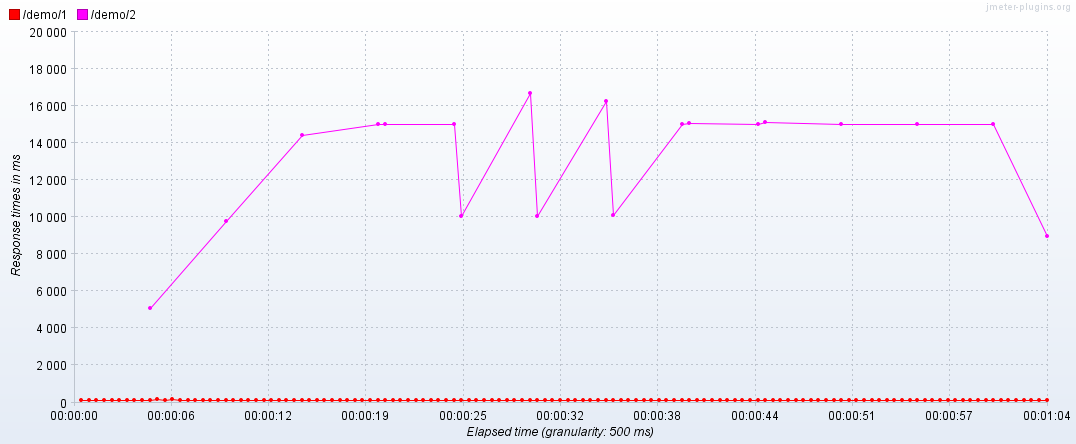 jmeter-plugins.org
/demo/1 /demo/2
20 000
18 000
16 000
14 000
12 000
10 000
8 000
6 000
4 000
2 000
0
Response times in ms
00:00:00 00:00:06 00:00:12 00:00:19 00:00:25 00:00:32 00:00:38 00:00:44 00:00:51 00:00:57 00:01:04
Elapsed time (granularity: 500 ms)